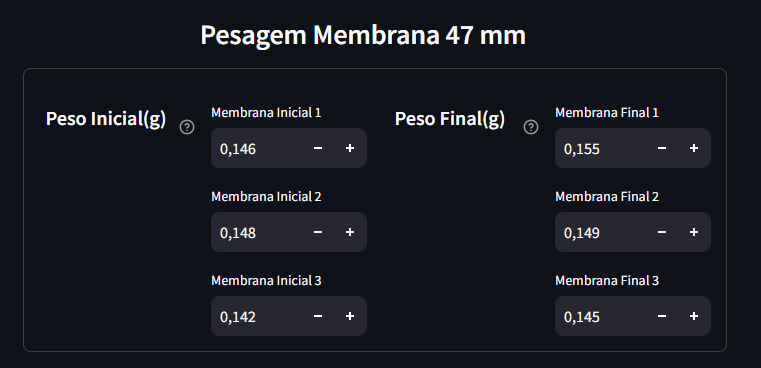 Pesagem Membrana 47 mm
Peso Inicial(g)
Membrana Inicial 1
0,146
Membrana Inicial 2
0,148
Membrana Inicial 3
0,142
Peso Final(g)
Membrana Final 1
0,155
Membrana Final 2
0,149
Membrana Final 3
0,145